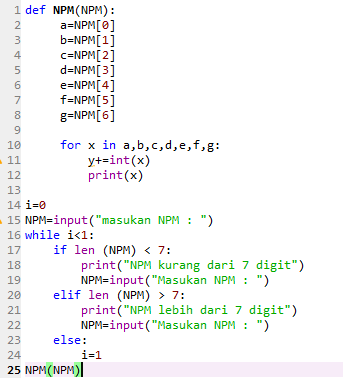 1 def NPM(NPM):
2 a=NPM[0]
3 b=NPM[1]
4 c=NPM[2]
5 d=NPM[3]
6 e=NPM[4]
7 f=NPM[5]
8 g=NPM[6]
9
10 for x in a,b,c,d,e,f,g:
11 y+=int(x)
12 print(x)
13
14 i=0
15 NPM=input("masukan NPM : ")
16 while i<1:
17 if len (NPM) < 7:
18 print("NPM kurang dari 7 digit")
19 NPM=input("Masukan NPM : ")
20 elif len (NPM) > 7:
21 print("NPM lebih dari 7 digit")
22 NPM=input("Masukan NPM : ")
23 else:
24 i=1
25 NPM(NPM)